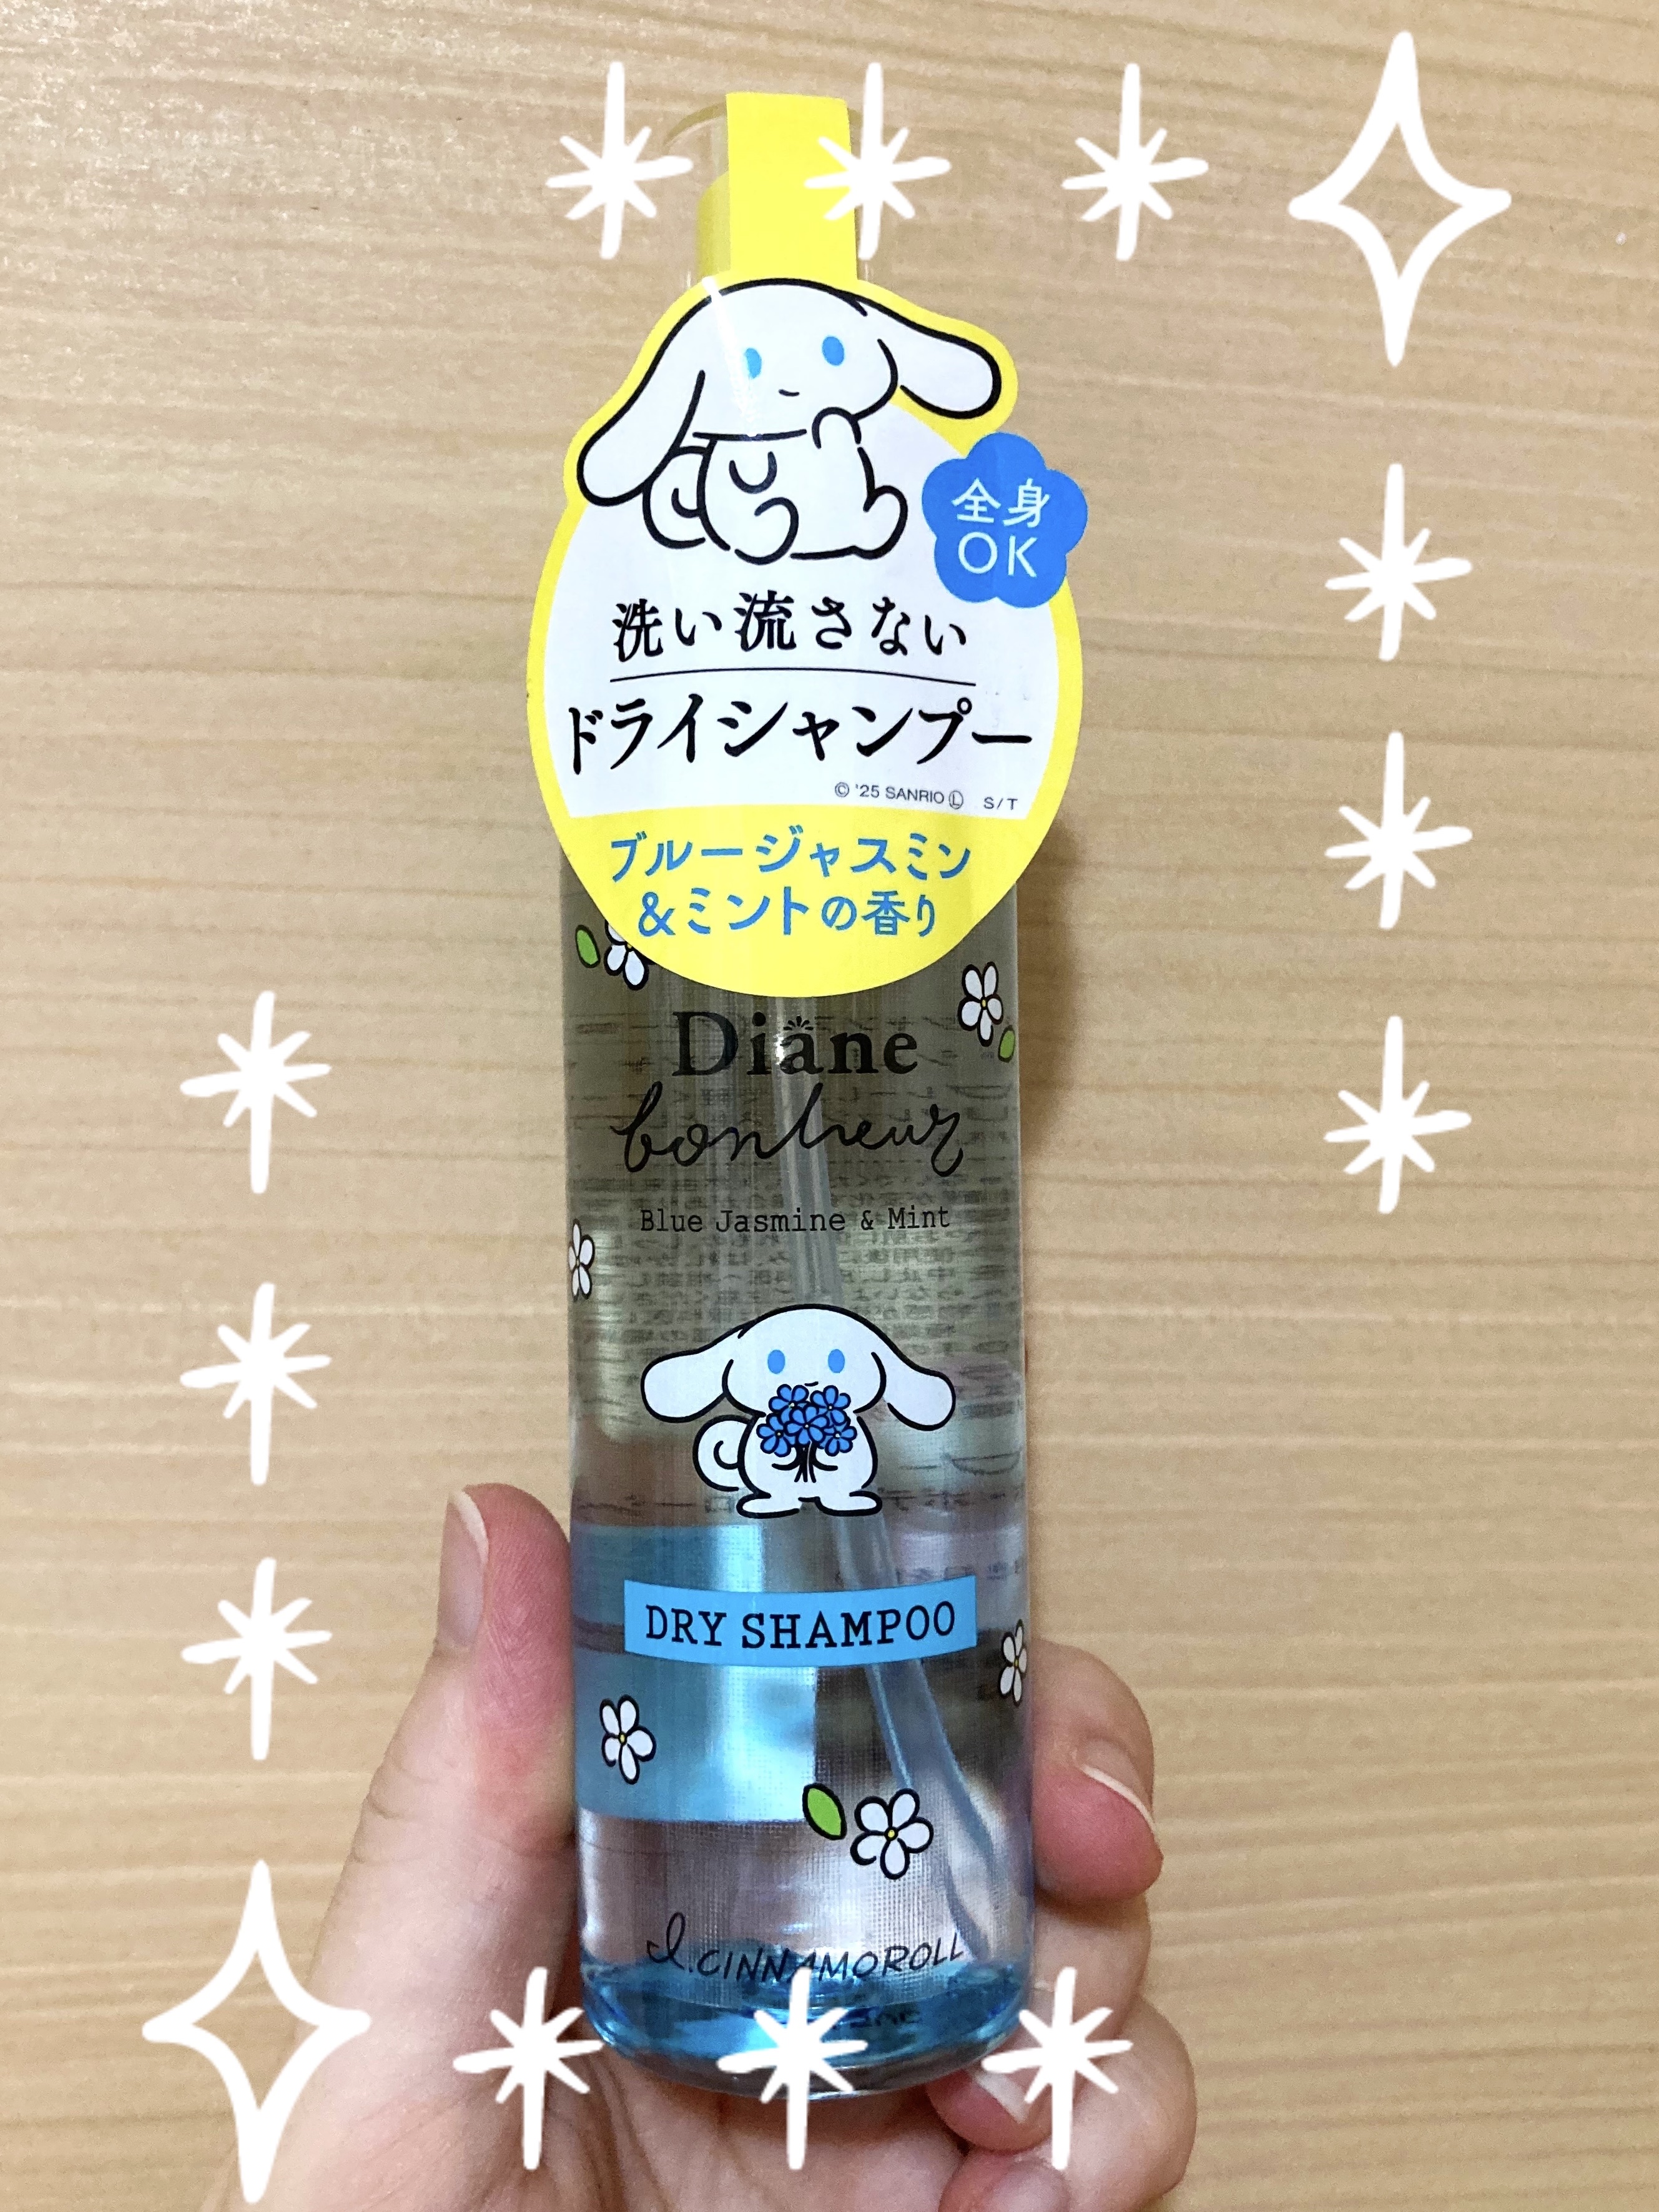 全身
OK
洗い流さない
ドライシャンプー
© '25 SANRIO Ⓛ S/T
ブルージャスミン
&ミントの香り
Diane
bonheur
Blue Jasmine & Mint
DRY SHAMPOO
I.CINNAMOROLL